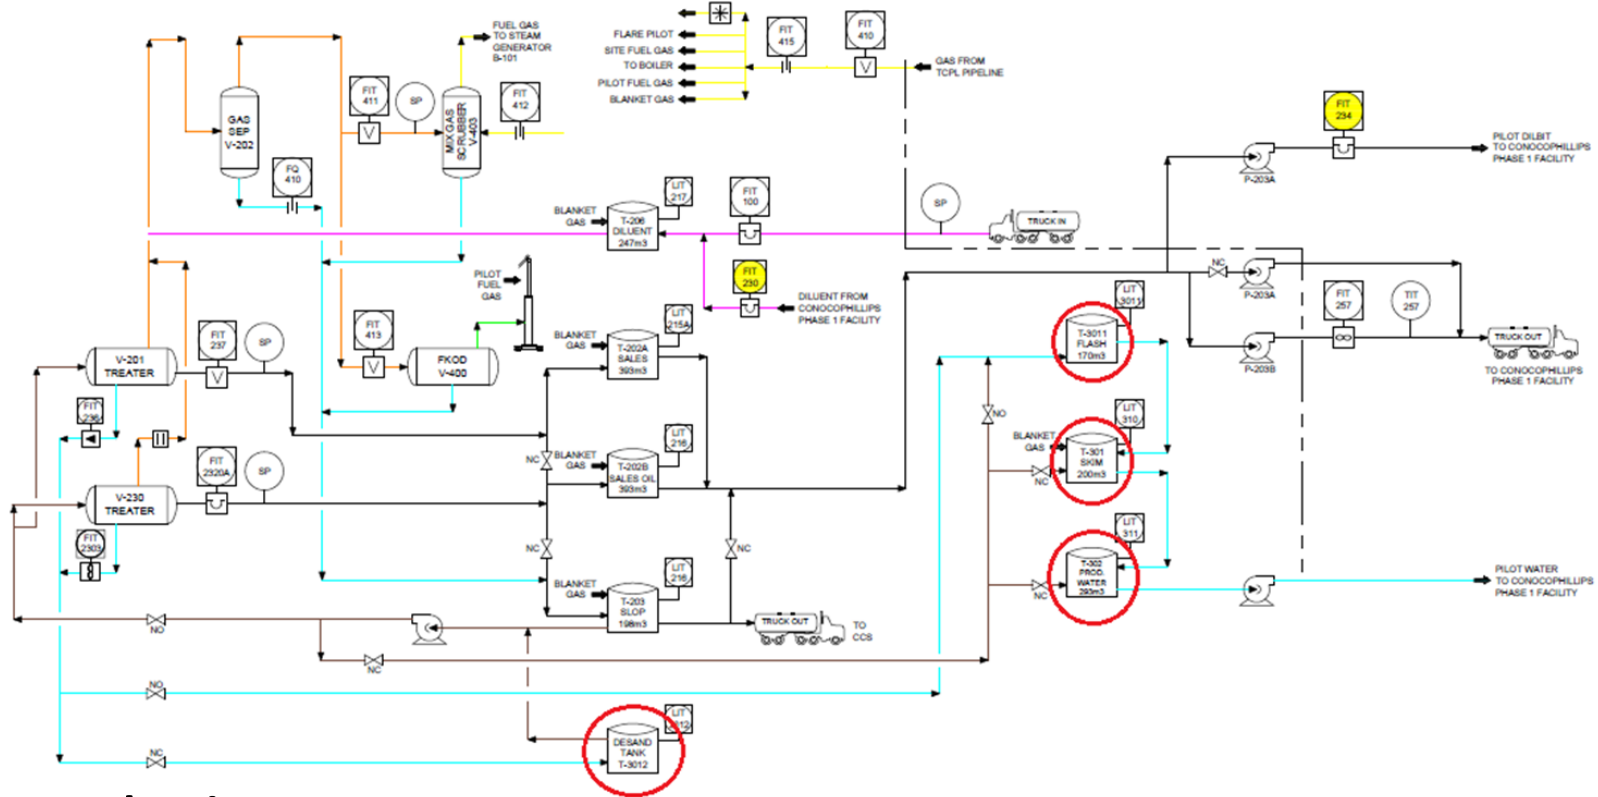 FUEL GAS
TO STEAM
GENERATOR
B-101
FLARE PILOT
SITE FUEL GAS
TO BOILER
PILOT FUEL GAS
BLANKET GAS
FIT
415
FIT
410
GAS FROM
TCPL PIPELINE
GAS
SEP
V-202
FIT
411
V
SP
MIX GAS
SCRUBBER
V-403
FIT
412
V
FIT
234
PILOT DILBIT
TO CONOCOPHILLIPS
PHASE 1 FACILITY
P-203A
FQ
410
BLANKET
GAS
T-206
DILUENT
247m3
LIT
217
FIT
100
SP
TRUCK IN
PILOT
FUEL
GAS
FIT
230
DILUENT FROM
CONOCOPHILLIPS
PHASE 1 FACILITY
NC
P-203A
FIT
257
TIT
257
V-201
TREATER
FIT
237
V
SP
FIT
413
V
FKOD
V-400
BLANKET
GAS
T-202A
SALES
393m3
LIT
215A
T-3011
FLASH
170m3
LIT
3011
P-203B
TRUCK OUT
TO CONOCOPHILLIPS
PHASE 1 FACILITY
FIT
236
NO
V-230
TREATER
FIT
2320A
SP
NC
BLANKET
GAS
T-202B
SALES OIL
393m3
LIT
216
BLANKET
GAS
T-301
SKIM
200m3
LIT
310
NC
FIT
2303
NC
NC
BLANKET
GAS
T-203
SLOP
198m3
LIT
216
T-302
PROD.
WATER
293m3
LIT
311
NC
PILOT WATER
TO CONOCOPHILLIPS
PHASE 1 FACILITY
NO
TRUCK OUT
TO
CCS
NC
NO
NC
DESAND
TANK
T-3012
LIT